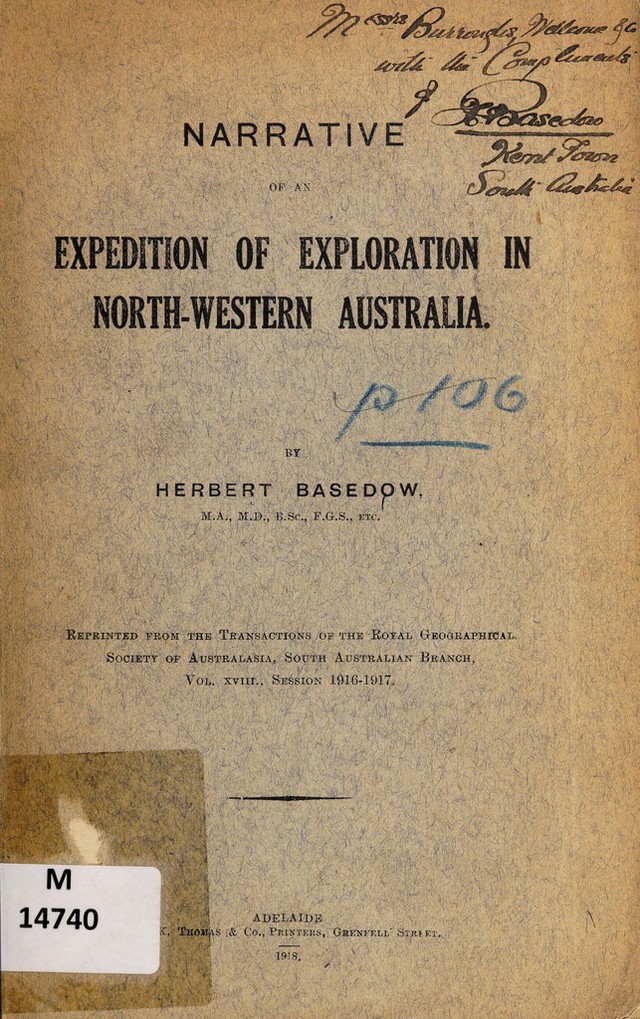 Messrs Burroughs, Wellcome & Co
with the Compliments
of H Basedow
Kent Town
South Australia
NARRATIVE
OF AN
EXPEDITION OF EXPLORATION IN
NORTH-WESTERN AUSTRALIA.
p 106
BY
HERBERT BASEDOW,
M.A., M.D., B.Sc., F.G.S., ETC.
REPRINTED FROM THE TRANSACTIONS OF THE ROYAL GEOGRAPHICAL
SOCIETY OF AUSTRALASIA, SOUTH AUSTRALIAN BRANCH,
VOL. XVIII., SESSION 1916-1917.
M
14740
ADELAIDE
THOMAS & CO., PRINTERS, GRENFELL STREET.
1918.